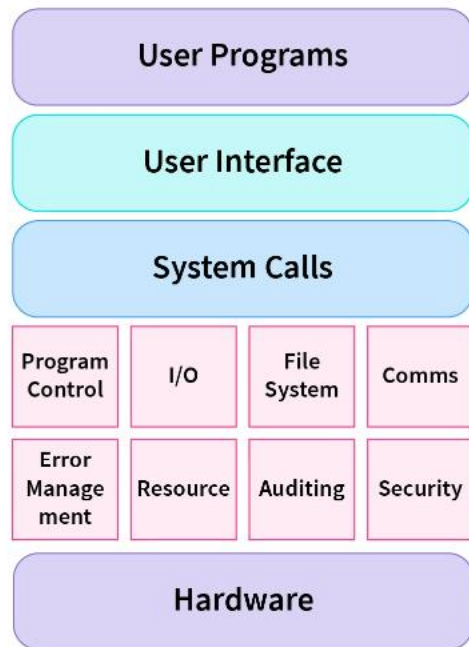 User Programs
User Interface
System Calls
Program
Control
I/O
File
System
Comms
Error
Manage
ment
Resource
Auditing
Security
Hardware